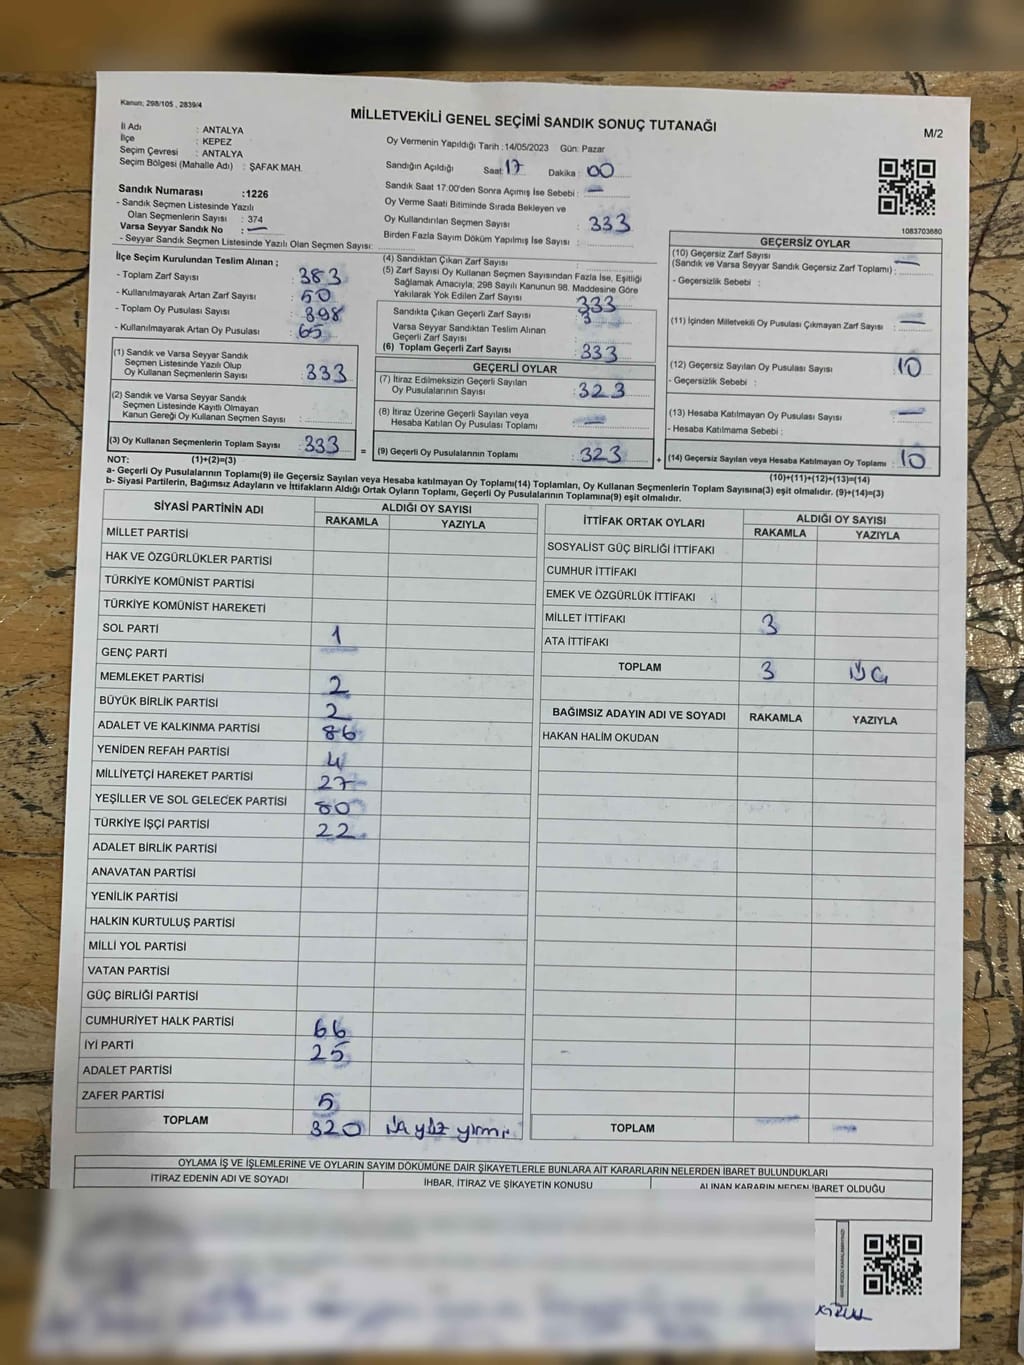 Kanun; 298/105 , 2839/4
MİLLETVEKİLİ GENEL SEÇİMİ SANDIK SONUÇ TUTANAĞI
M/2
İl Adı : ANTALYA
İlçe : KEPEZ
Seçim Çevresi : ANTALYA
Seçim Bölgesi (Mahalle Adı) : ŞAFAK MAH.
Sandık Numarası :1226
- Sandık Seçmen Listesinde Yazılı
Olan Seçmenlerin Sayısı : 374
Varsa Seyyar Sandık No : —
- Seyyar Sandık Seçmen Listesinde Yazılı Olan Seçmen Sayısı:
Oy Vermenin Yapıldığı Tarih :14/05/2023 Gün: Pazar
Sandığın Açıldığı Saat 17 Dakika : 00
Sandık Saat 17:00'den Sonra Açımış İse Sebebi : —
Oy Verme Saati Bitiminde Sırada Bekleyen ve
Oy Kullandırılan Seçmen Sayısı : 333
Birden Fazla Sayım Döküm Yapılmış İse Sayısı :
1083703680
İlçe Seçim Kurulundan Teslim Alınan ;
- Toplam Zarf Sayısı : 383
- Kullanılmayarak Artan Zarf Sayısı : 50
- Toplam Oy Pusulası Sayısı : 398
- Kullanılmayarak Artan Oy Pusulası : 65
(1) Sandık ve Varsa Seyyar Sandık
Seçmen Listesinde Yazılı Olup
Oy Kullanan Seçmenlerin Sayısı : 333
(2) Sandık ve Varsa Seyyar Sandık
Seçmen Listesinde Kayıtlı Olmayan
Kanun Gereği Oy Kullanan Seçmen Sayısı :
(3) Oy Kullanan Seçmenlerin Toplam Sayısı : 333
(4) Sandıktan Çıkan Zarf Sayısı :
(5) Zarf Sayısı Oy Kullanan Seçmen Sayısından Fazla İse, Eşitliği
Sağlamak Amacıyla; 298 Sayılı Kanunun 98. Maddesine Göre
Yakılarak Yok Edilen Zarf Sayısı :
Sandıkta Çıkan Geçerli Zarf Sayısı : 333
Varsa Seyyar Sandıktan Teslim Alınan
Geçerli Zarf Sayısı :
(6) Toplam Geçerli Zarf Sayısı : 333
GEÇERLİ OYLAR
(7) İtiraz Edilmeksizin Geçerli Sayılan
Oy Pusulalarının Sayısı : 323
(8) İtiraz Üzerine Geçerli Sayılan veya
Hesaba Katılan Oy Pusulası Toplamı : —
= (9) Geçerli Oy Pusulalarının Toplamı : 323
GEÇERSİZ OYLAR
(10) Geçersiz Zarf Sayısı
(Sandık ve Varsa Seyyar Sandık Geçersiz Zarf Toplamı) : —
- Geçersizlik Sebebi :
(11) İçinden Milletvekili Oy Pusulası Çıkmayan Zarf Sayısı : —
(12) Geçersiz Sayılan Oy Pusulası Sayısı : 10
- Geçersizlik Sebebi :
(13) Hesaba Katılmayan Oy Pusulası Sayısı : —
- Hesaba Katılmama Sebebi :
+ (14) Geçersiz Sayılan veya Hesaba Katılmayan Oy Toplamı : 10
NOT: (1)+(2)=(3)
(10)+(11)+(12)+(13)=(14)
a- Geçerli Oy Pusulalarının Toplamı(9) ile Geçersiz Sayılan veya Hesaba katılmayan Oy Toplamı(14) Toplamları, Oy Kullanan Seçmenlerin Toplam Sayısına(3) eşit olmalıdır. (9)+(14)=(3)
b- Siyasi Partilerin, Bağımsız Adayların ve İttifakların Aldığı Ortak Oyların Toplamı, Geçerli Oy Pusulalarının Toplamına(9) eşit olmalıdır.
SİYASİ PARTİNİN ADI ALDIĞI OY SAYISI
RAKAMLA YAZIYLA
MİLLET PARTİSİ
HAK VE ÖZGÜRLÜKLER PARTİSİ
TÜRKİYE KOMÜNİST PARTİSİ
TÜRKİYE KOMÜNİST HAREKETİ
SOL PARTİ 1
GENÇ PARTİ
MEMLEKET PARTİSİ 2
BÜYÜK BİRLİK PARTİSİ 2
ADALET VE KALKINMA PARTİSİ 86
YENİDEN REFAH PARTİSİ 4
MİLLİYETÇİ HAREKET PARTİSİ 27
YEŞİLLER VE SOL GELECEK PARTİSİ 80
TÜRKİYE İŞÇİ PARTİSİ 22
ADALET BİRLİK PARTİSİ
ANAVATAN PARTİSİ
YENİLİK PARTİSİ
HALKIN KURTULUŞ PARTİSİ
MİLLİ YOL PARTİSİ
VATAN PARTİSİ
GÜÇ BİRLİĞİ PARTİSİ
CUMHURİYET HALK PARTİSİ 66
İYİ PARTİ 25
ADALET PARTİSİ
ZAFER PARTİSİ 5
TOPLAM 320 üç yüz yirmi
İTTİFAK ORTAK OYLARI ALDIĞI OY SAYISI
RAKAMLA YAZIYLA
SOSYALİST GÜÇ BİRLİĞİ İTTİFAKI
CUMHUR İTTİFAKI
EMEK VE ÖZGÜRLÜK İTTİFAKI
MİLLET İTTİFAKI 3
ATA İTTİFAKI
TOPLAM 3 üç
BAĞIMSIZ ADAYIN ADI VE SOYADI RAKAMLA YAZIYLA
HAKAN HALİM OKUDAN
TOPLAM — —
OYLAMA İŞ VE İŞLEMLERİNE VE OYLARIN SAYIM DÖKÜMÜNE DAİR ŞİKAYETLERLE BUNLARA AİT KARARLARIN NELERDEN İBARET BULUNDUKLARI
İTİRAZ EDENİN ADI VE SOYADI
İHBAR, İTİRAZ VE ŞİKAYETİN KONUSU
ALINAN KARARIN NEDEN İBARET OLDUĞU